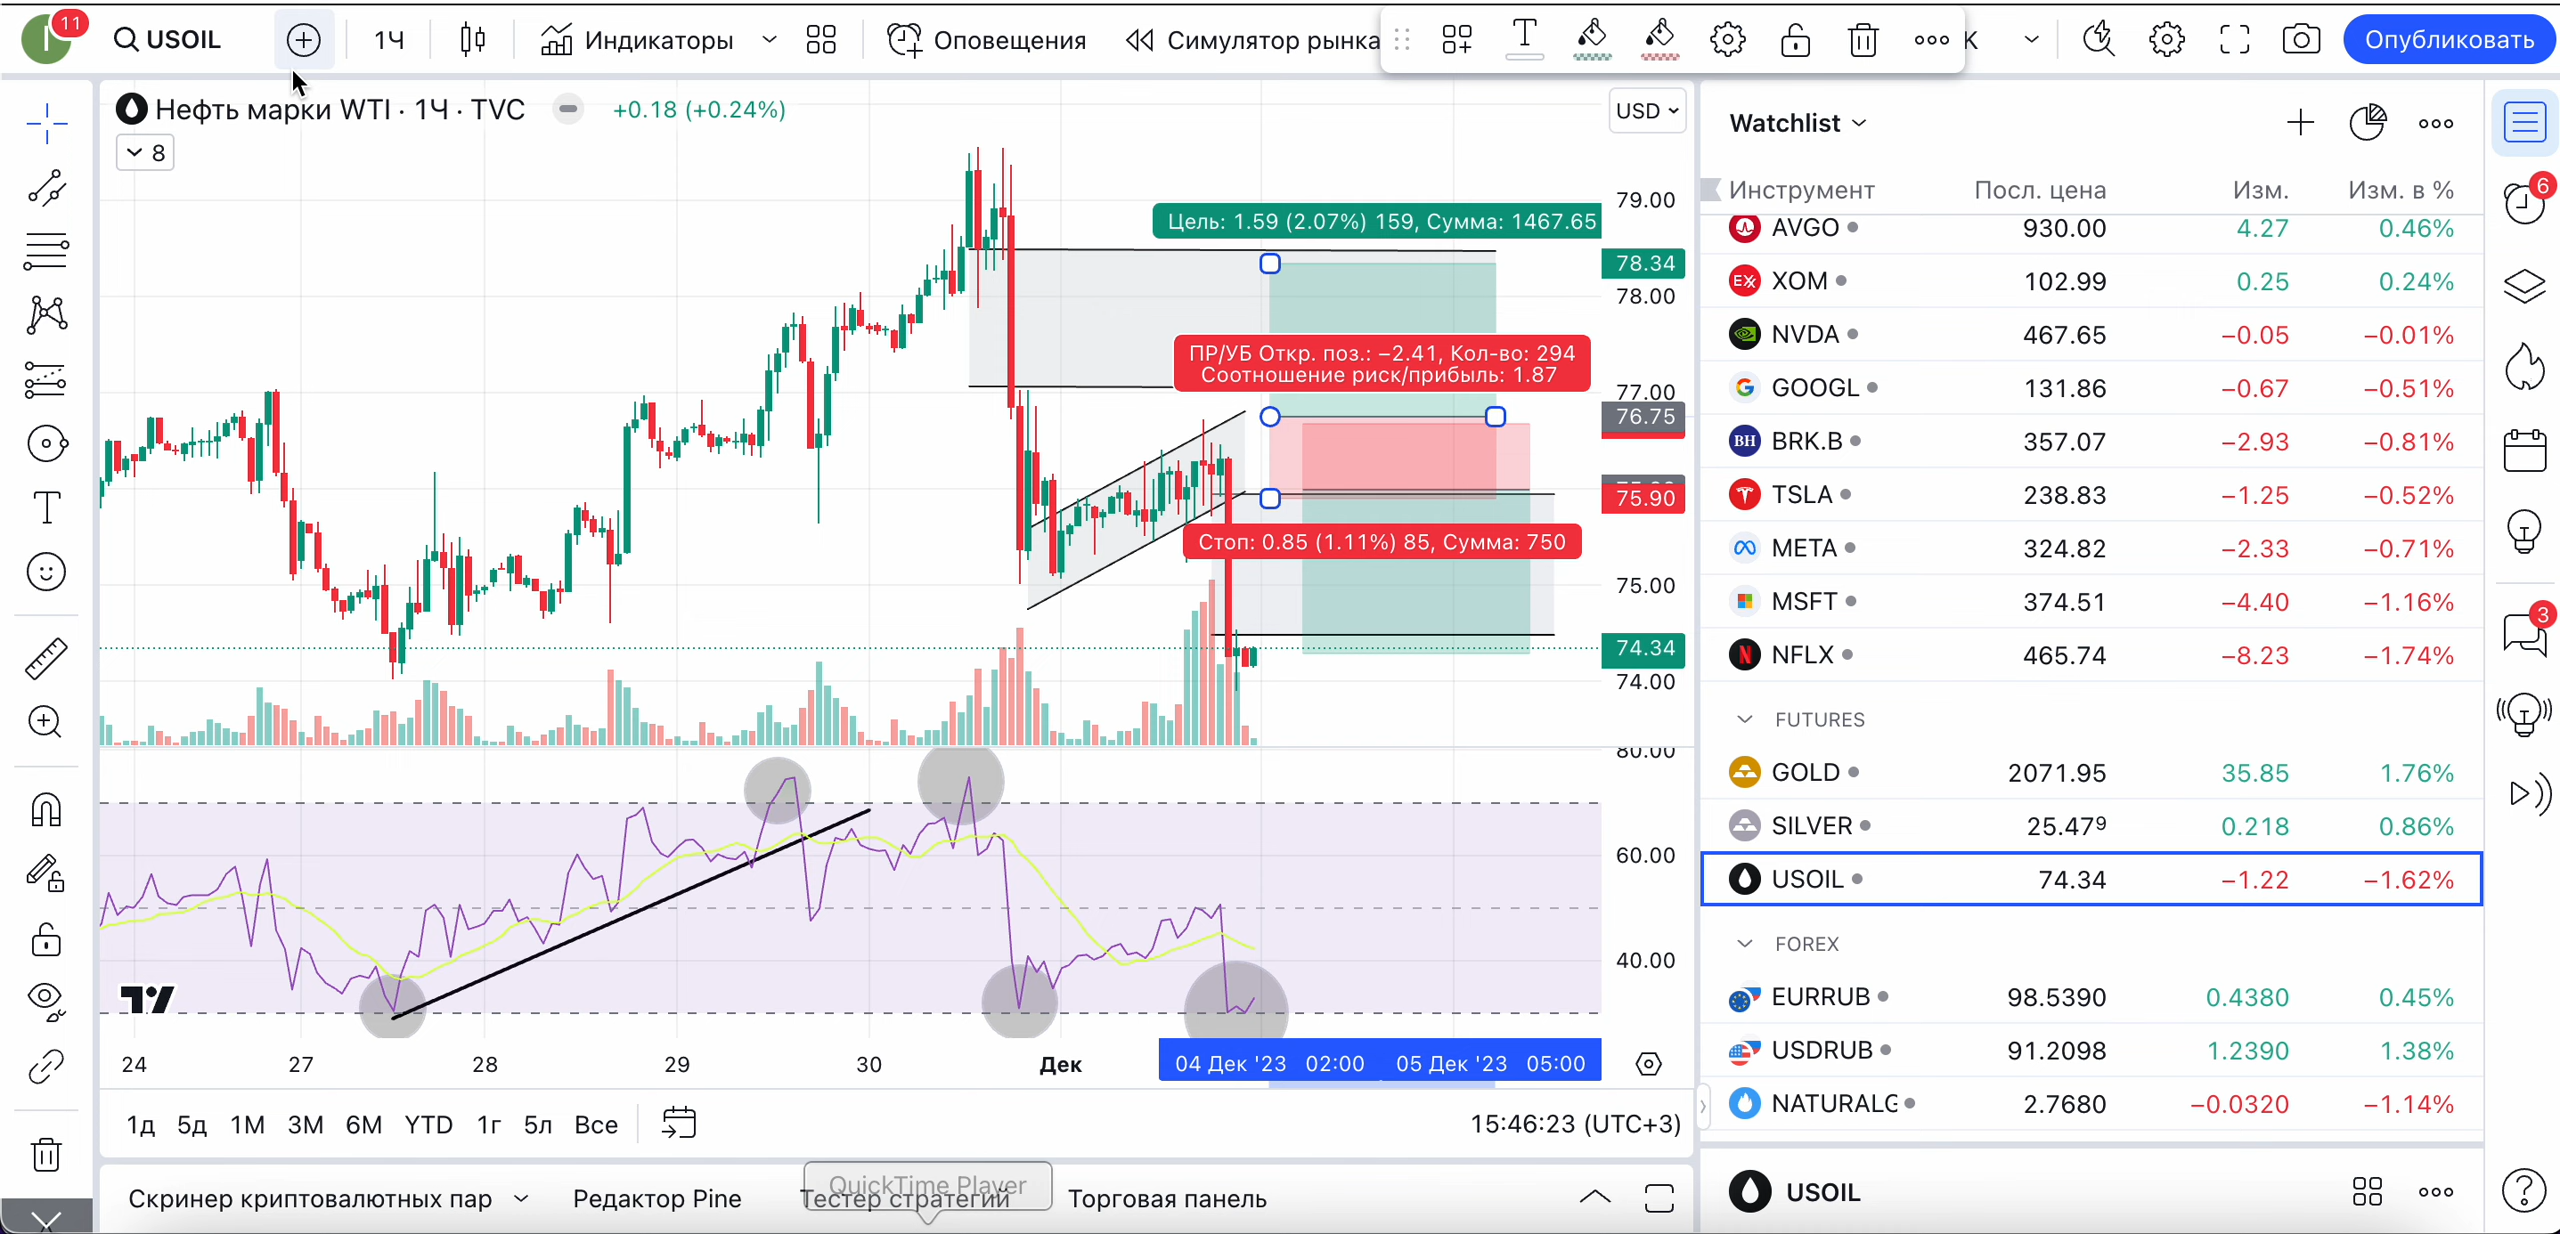 11
USOIL
1Ч
Индикаторы
Оповещения
Симулятор рынка
К
Опубликовать
Нефть марки WTI · 1Ч · TVC
+0.18 (+0.24%)
8
USD
79.00
78.34
78.00
77.00
76.75
75.90
75.00
74.34
74.00
Цель: 1.59 (2.07%) 159, Сумма: 1467.65
ПР/УБ Откр. поз.: −2.41, Кол-во: 294
Соотношение риск/прибыль: 1.87
Стоп: 0.85 (1.11%) 85, Сумма: 750
80.00
60.00
40.00
24
27
28
29
30
Дек
04 Дек '23 02:00
05 Дек '23 05:00
1д 5д 1М 3М 6М YTD 1г 5л Все
15:46:23 (UTC+3)
Скринер криптовалютных пар
Редактор Pine
Тестер стратегий
QuickTime Player
Торговая панель
Watchlist
Инструмент Посл. цена Изм. Изм. в %
AVGO 930.00 4.27 0.46%
XOM 102.99 0.25 0.24%
NVDA 467.65 −0.05 −0.01%
GOOGL 131.86 −0.67 −0.51%
BRK.B 357.07 −2.93 −0.81%
TSLA 238.83 −1.25 −0.52%
META 324.82 −2.33 −0.71%
MSFT 374.51 −4.40 −1.16%
NFLX 465.74 −8.23 −1.74%
FUTURES
GOLD 2071.95 35.85 1.76%
SILVER 25.479 0.218 0.86%
USOIL 74.34 −1.22 −1.62%
FOREX
EURRUB 98.5390 0.4380 0.45%
USDRUB 91.2098 1.2390 1.38%
NATURALG 2.7680 −0.0320 −1.14%
USOIL
6
3